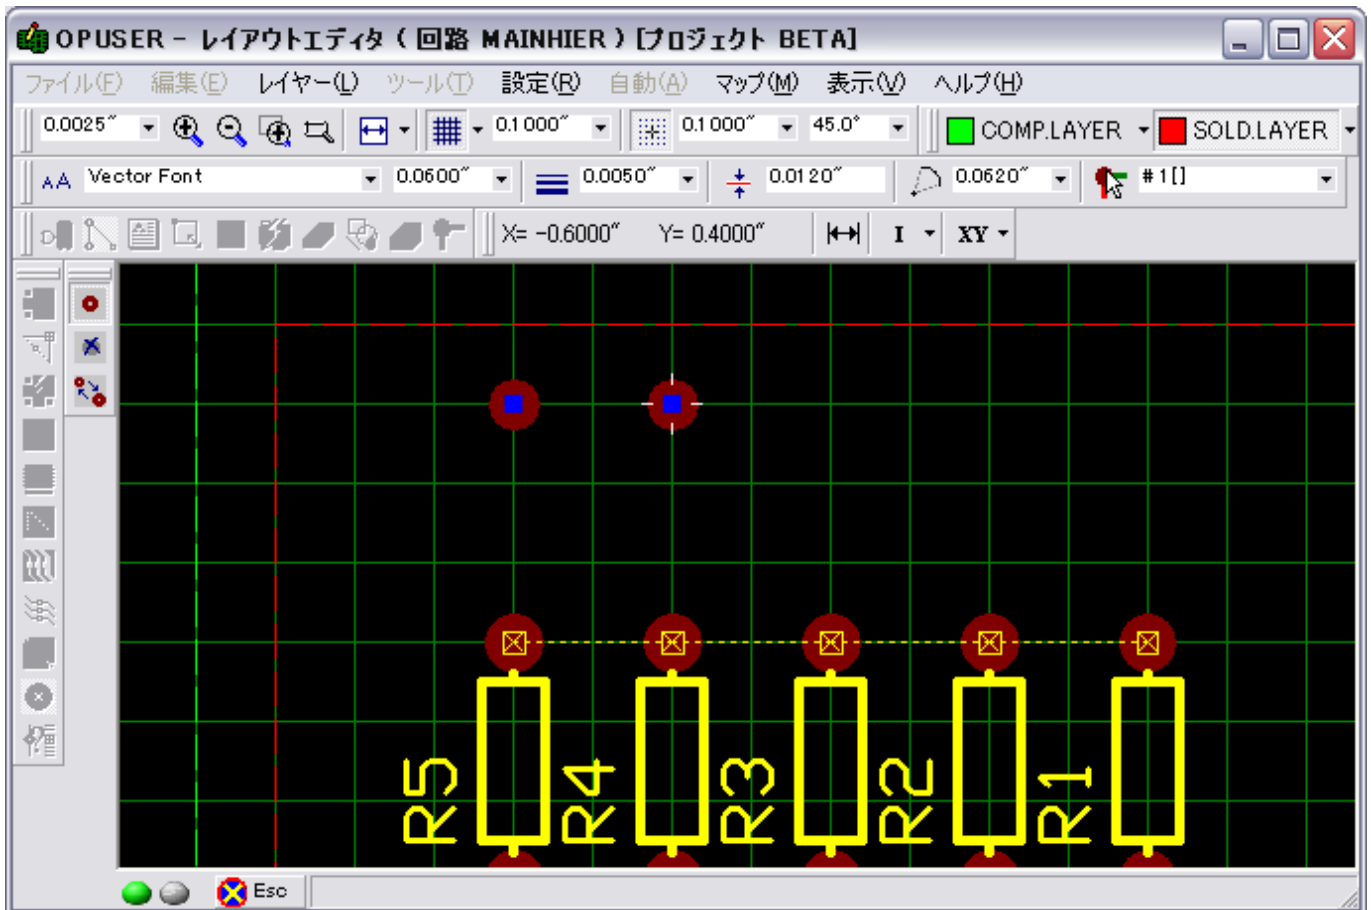 OPUSER - レイアウトエディタ ( 回路 MAINHIER ) [プロジェクト BETA]
ファイル(F) 編集(E) レイヤー(L) ツール(T) 設定(R) 自動(A) マップ(M) 表示(V) ヘルプ(H)
0.0025″ 0.1000″ 0.1000″ 45.0° COMP.LAYER SOLD.LAYER
AA Vector Font 0.0600″ 0.0050″ 0.0120″ 0.0620″ #1[]
X= -0.6000″ Y= 0.4000″ I XY
R5 R4 R3 R2 R1
Esc